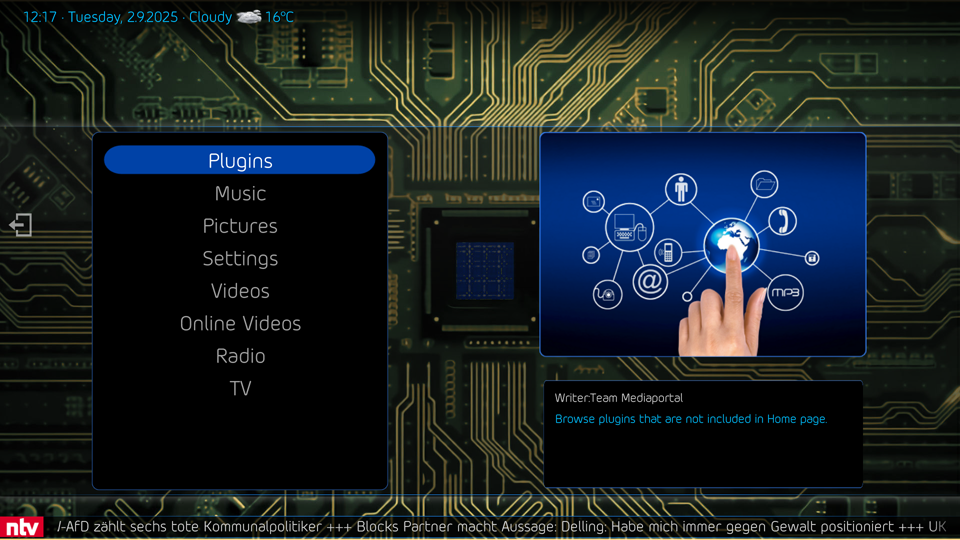 12:17 · Tuesday, 2.9.2025 · Cloudy 16°C
Plugins
Music
Pictures
Settings
Videos
Online Videos
Radio
TV
@
MP3
Writer:Team Mediaportal
Browse plugins that are not included in Home page.
ntv /-AfD zählt sechs tote Kommunalpolitiker +++ Blocks Partner macht Aussage: Delling: Habe mich immer gegen Gewalt positioniert +++ UK